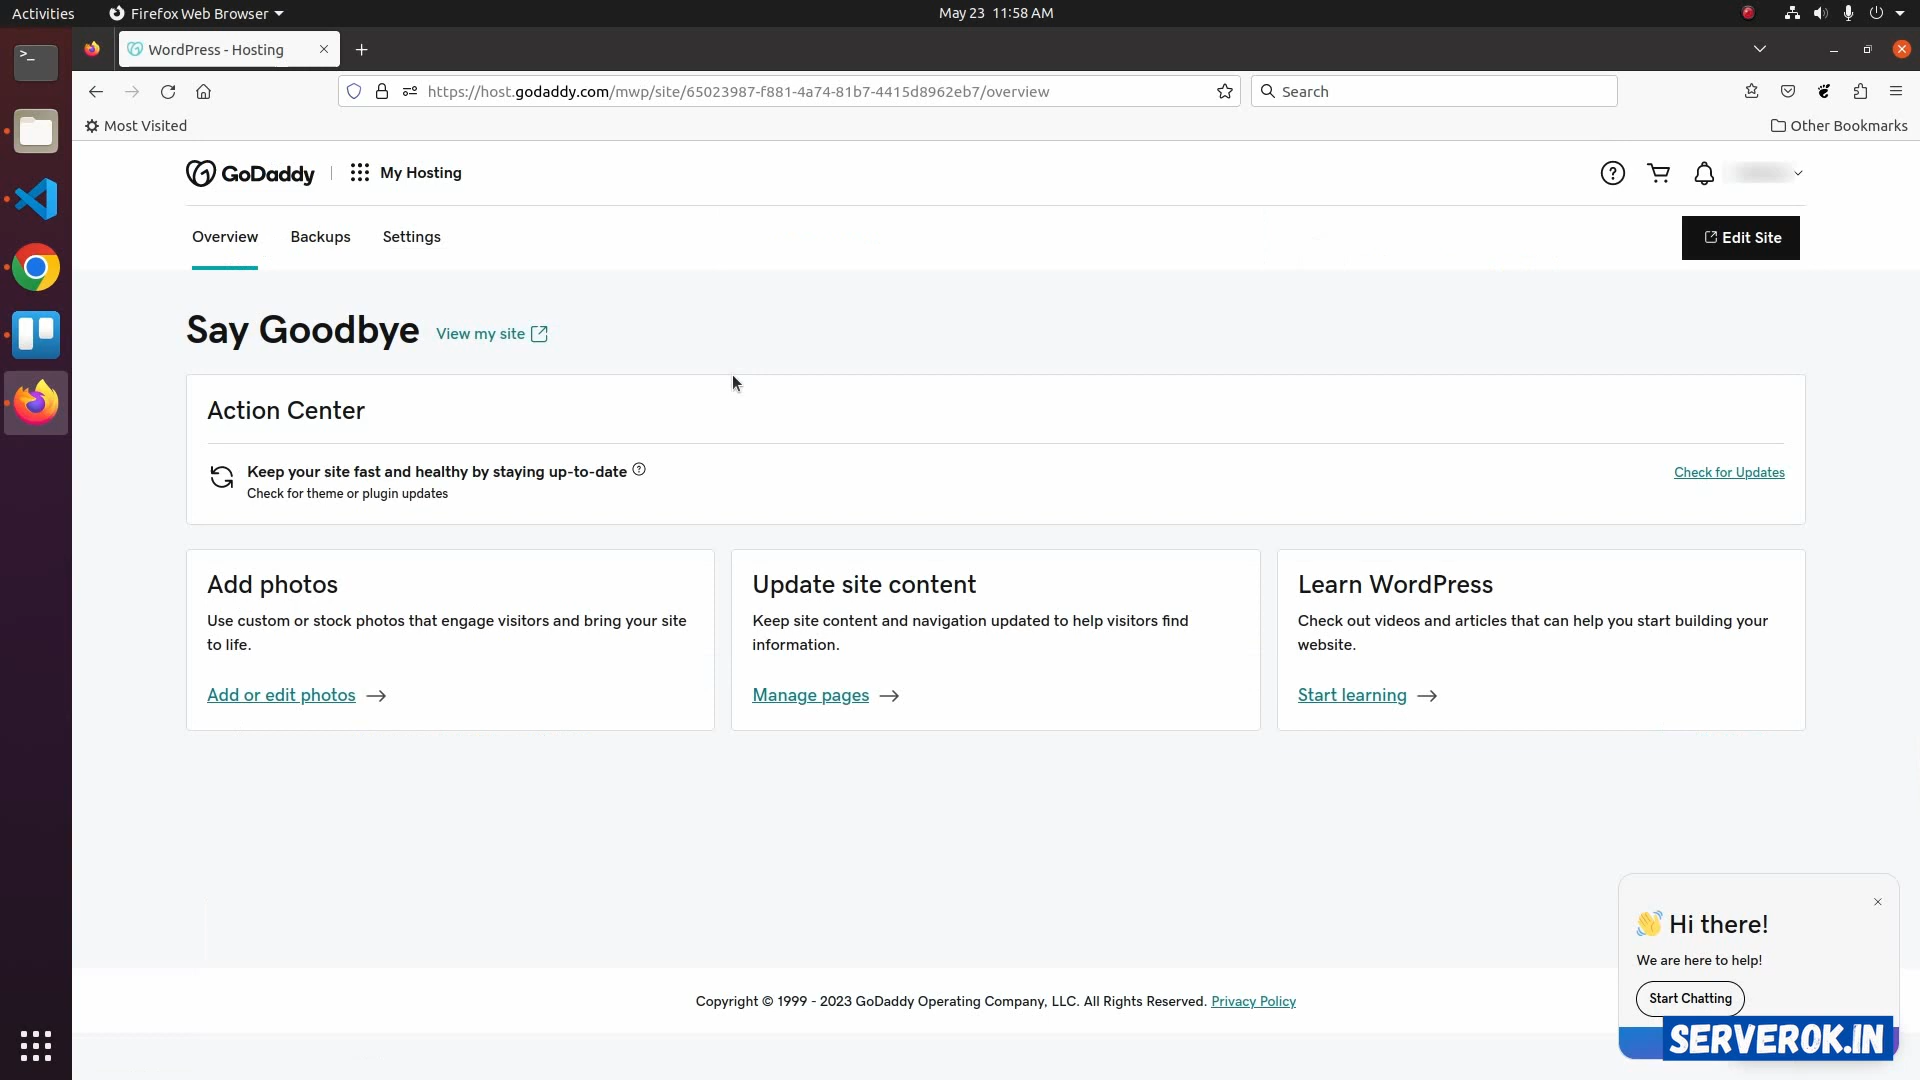 Activities
Firefox Web Browser
May 23 11:58 AM
WordPress - Hosting
https://host.godaddy.com/mwp/site/65023987-f881-4a74-81b7-4415d8962eb7/overview
Search
Most Visited
Other Bookmarks
GoDaddy
My Hosting
Overview
Backups
Settings
Edit Site
Say Goodbye
View my site
Action Center
Keep your site fast and healthy by staying up-to-date
Check for theme or plugin updates
Check for Updates
Add photos
Use custom or stock photos that engage visitors and bring your site
to life.
Add or edit photos
Update site content
Keep site content and navigation updated to help visitors find
information.
Manage pages
Learn WordPress
Check out videos and articles that can help you start building your
website.
Start learning
👋 Hi there!
We are here to help!
Start Chatting
Copyright © 1999 - 2023 GoDaddy Operating Company, LLC. All Rights Reserved. Privacy Policy
SERVEROK.IN